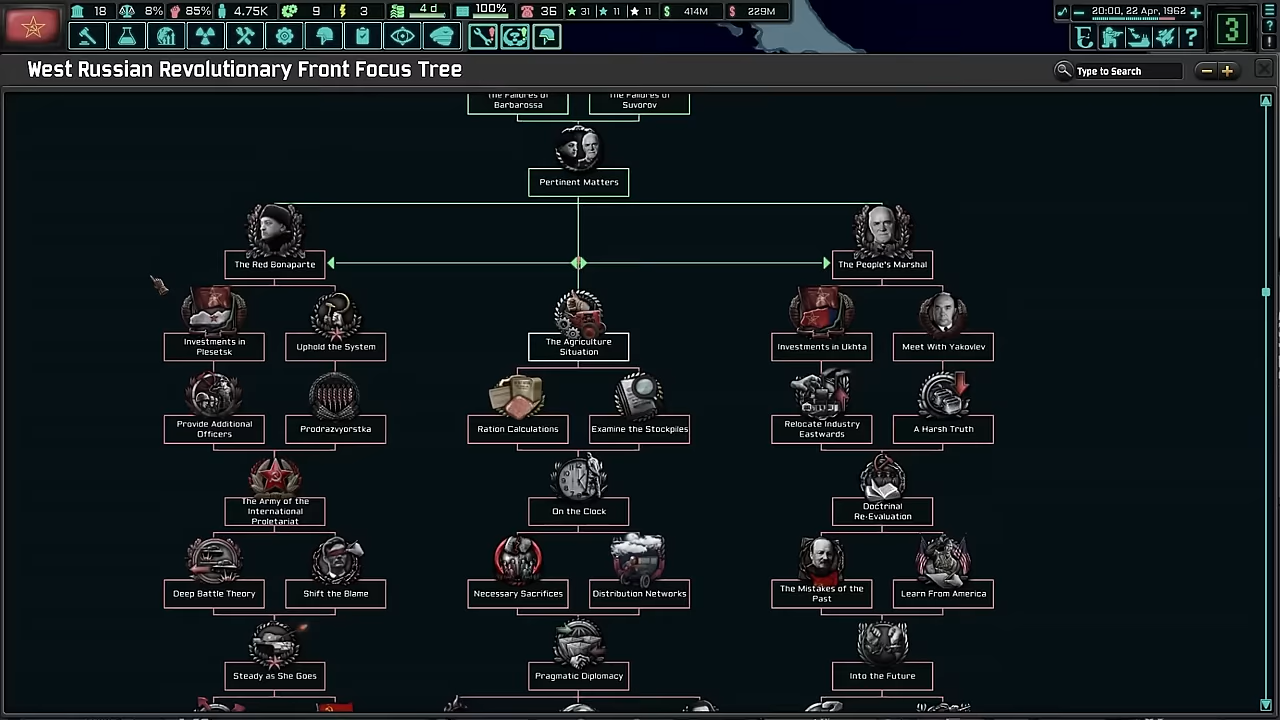 18 8% 85% 4.75K 9 3 4 d 100% 36 31 11 11 414M 229M 20:00, 22 Apr, 1962
3
West Russian Revolutionary Front Focus Tree
Type to Search
The Failures of
Barbarossa
The Failures of
Suvorov
Pertinent Matters
The Red Bonaparte
The People's Marshal
Investments in
Plesetsk
Uphold the System
The Agriculture
Situation
Investments in Ukhta
Meet With Yakovlev
Provide Additional
Officers
Prodrazvyorstka
Ration Calculations
Examine the Stockpiles
Relocate Industry
Eastwards
A Harsh Truth
The Army of the
International
Proletariat
On the Clock
Doctrinal
Re-Evaluation
Deep Battle Theory
Shift the Blame
Necessary Sacrifices
Distribution Networks
The Mistakes of the
Past
Learn From America
Steady as She Goes
Pragmatic Diplomacy
Into the Future